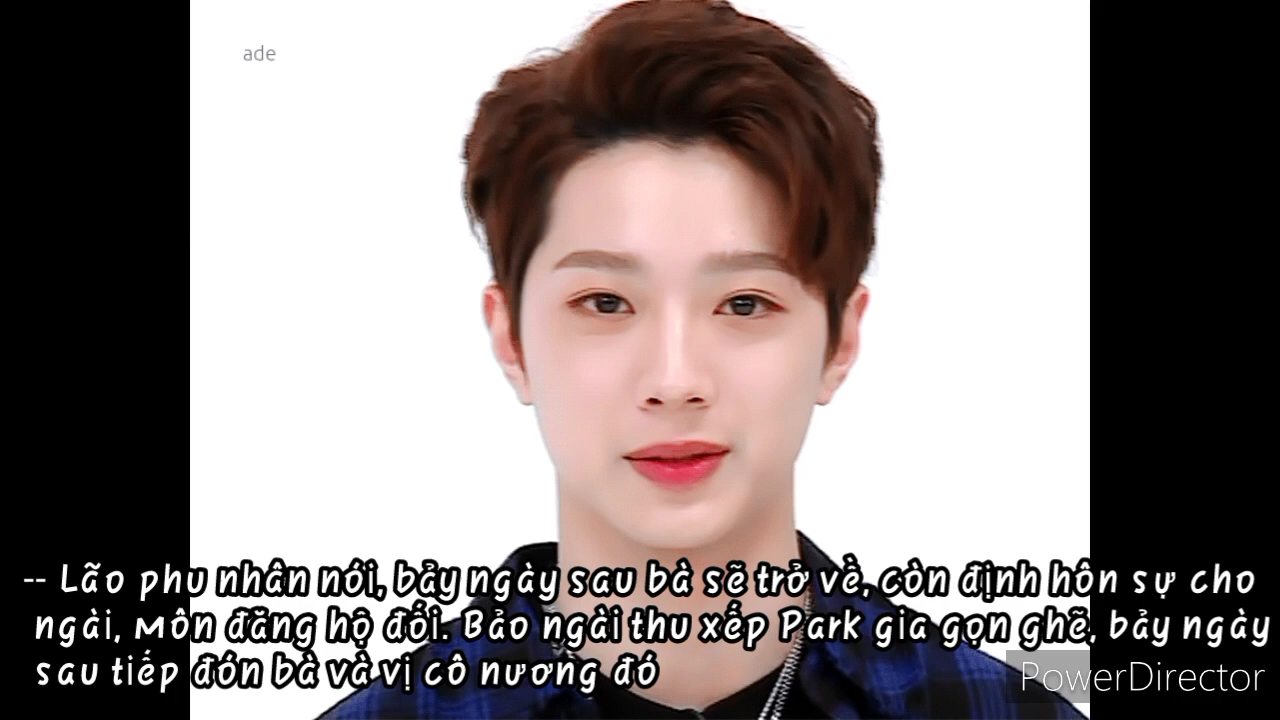 ade
-- Lão phu nhân nói, bảy ngày sau bà sẽ trở về, còn định hôn sự cho
ngài, môn đăng hộ đối. Bảo ngài thu xếp Park gia gọn ghẽ, bảy ngày
sau tiếp đón bà và vị cô nương đó
PowerDirector